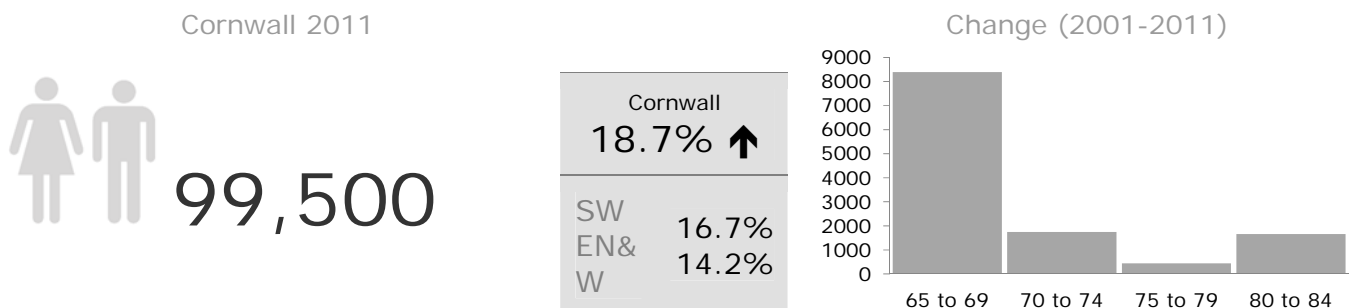 Cornwall 2011
99,500
Cornwall
18.7% ↑
SW 16.7%
EN&W 14.2%
Change (2001-2011)
9000
8000
7000
6000
5000
4000
3000
2000
1000
0
65 to 69 70 to 74 75 to 79 80 to 84